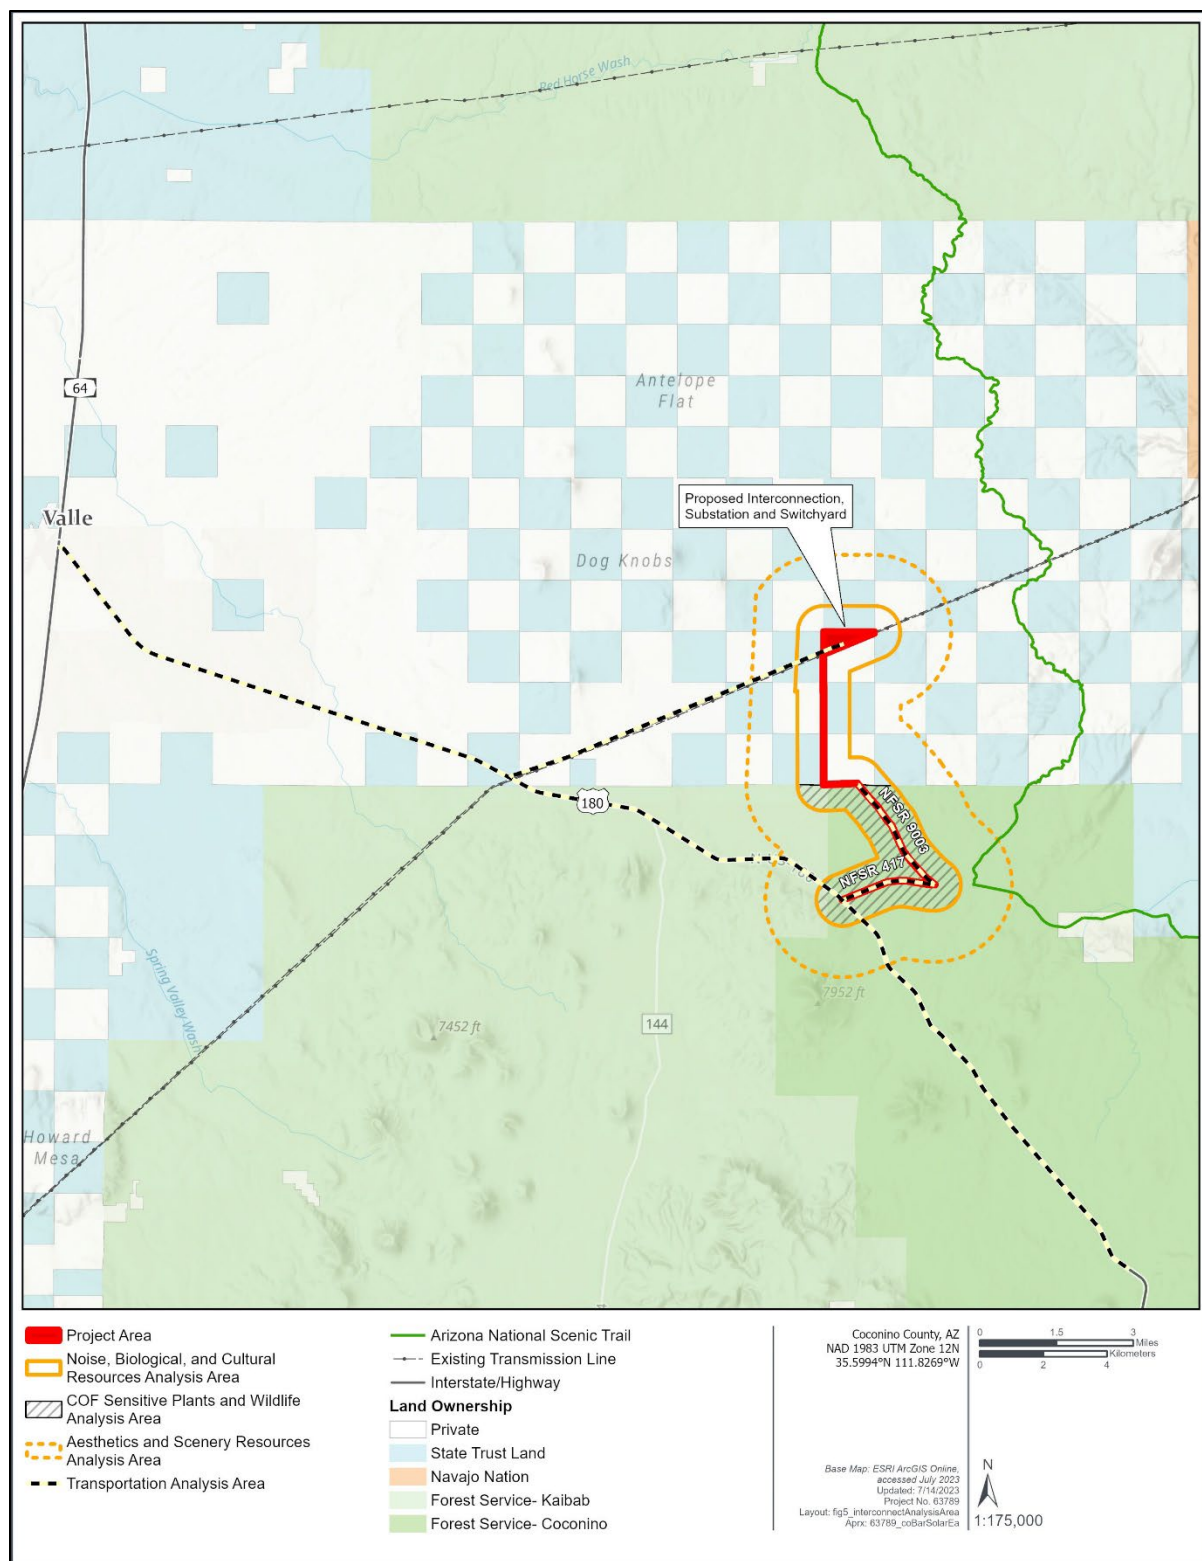 Red Horse Wash
64
Antelope
Flat
Proposed Interconnection,
Substation and Switchyard
Valle
Dog Knobs
180
NFSR 9003
NFSR 417
Spring Valley Wash
7952 ft
7452 ft
144
Howard
Mesa
Project Area
Noise, Biological, and Cultural
Resources Analysis Area
COF Sensitive Plants and Wildlife
Analysis Area
Aesthetics and Scenery Resources
Analysis Area
Transportation Analysis Area
Arizona National Scenic Trail
Existing Transmission Line
Interstate/Highway
Land Ownership
Private
State Trust Land
Navajo Nation
Forest Service- Kaibab
Forest Service- Coconino
Coconino County, AZ
NAD 1983 UTM Zone 12N
35.5994°N 111.8269°W
0 1.5 3
Miles
Kilometers
0 2 4
Base Map: ESRI ArcGIS Online,
accessed July 2023
Updated: 7/14/2023
Project No. 63789
Layout: fig5_interconnectAnalysisArea
Aprx: 63789_coBarSolarEa
N
1:175,000